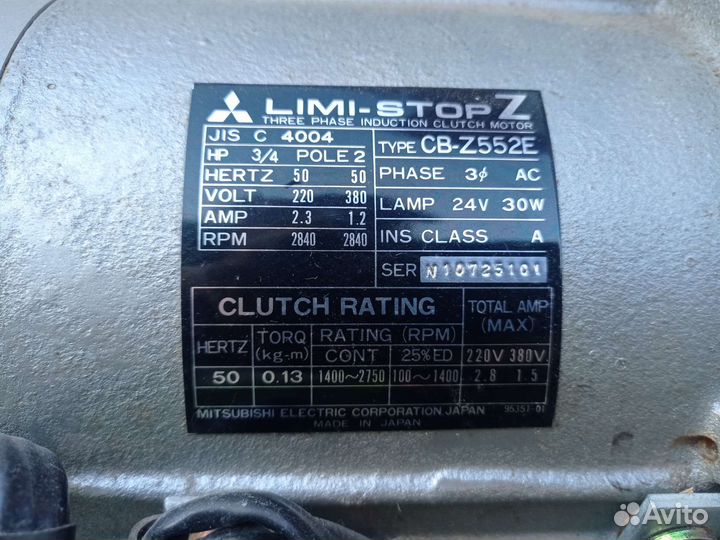 LIMI-STOP Z
THREE PHASE INDUCTION CLUTCH MOTOR
JIS C 4004
HP 3/4 POLE 2
HERTZ 50 50
VOLT 220 380
AMP 2.3 1.2
RPM 2840 2840
TYPE CB-Z552E
PHASE 3ϕ AC
LAMP 24V 30W
INS CLASS A
SER N10725101
CLUTCH RATING
HERTZ TORQ (kg-m) RATING (RPM) TOTAL AMP (MAX)
CONT 25%ED 220V 380V
50 0.13 1400~2750 100~1400 2.8 1.5
MITSUBISHI ELECTRIC CORPORATION JAPAN 95351-01
MADE IN JAPAN
Avito